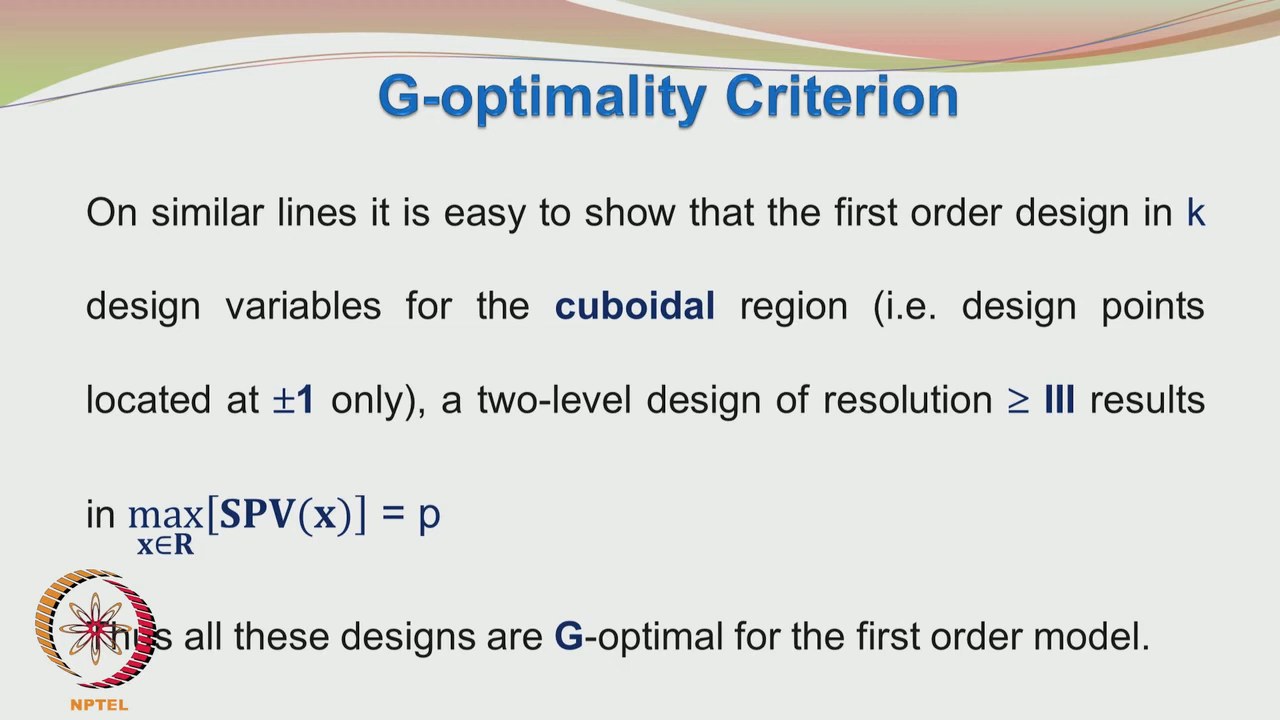 G-optimality Criterion
On similar lines it is easy to show that the first order design in k
design variables for the cuboidal region (i.e. design points
located at ±1 only), a two-level design of resolution ≥ III results
in max[SPV(x)] = p
x∈R
Thus all these designs are G-optimal for the first order model.
NPTEL